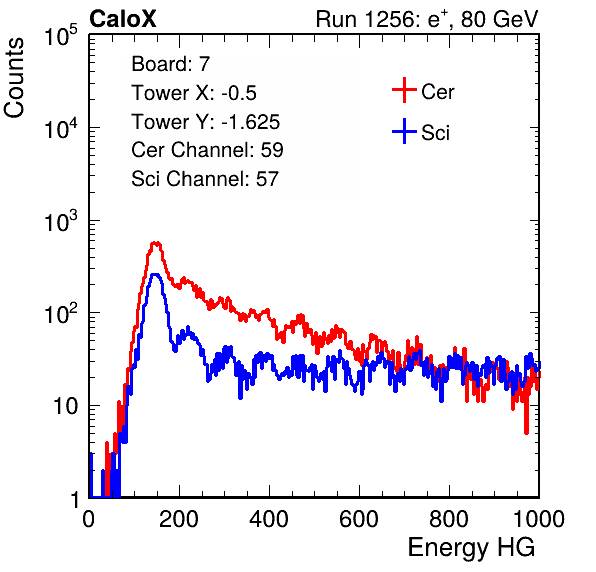 CaloX Run 1256: e⁺, 80 GeV
Counts
10⁵
10⁴
10³
10²
10
1
Board: 7
Tower X: -0.5
Tower Y: -1.625
Cer Channel: 59
Sci Channel: 57
Cer
Sci
0 200 400 600 800 1000
Energy HG